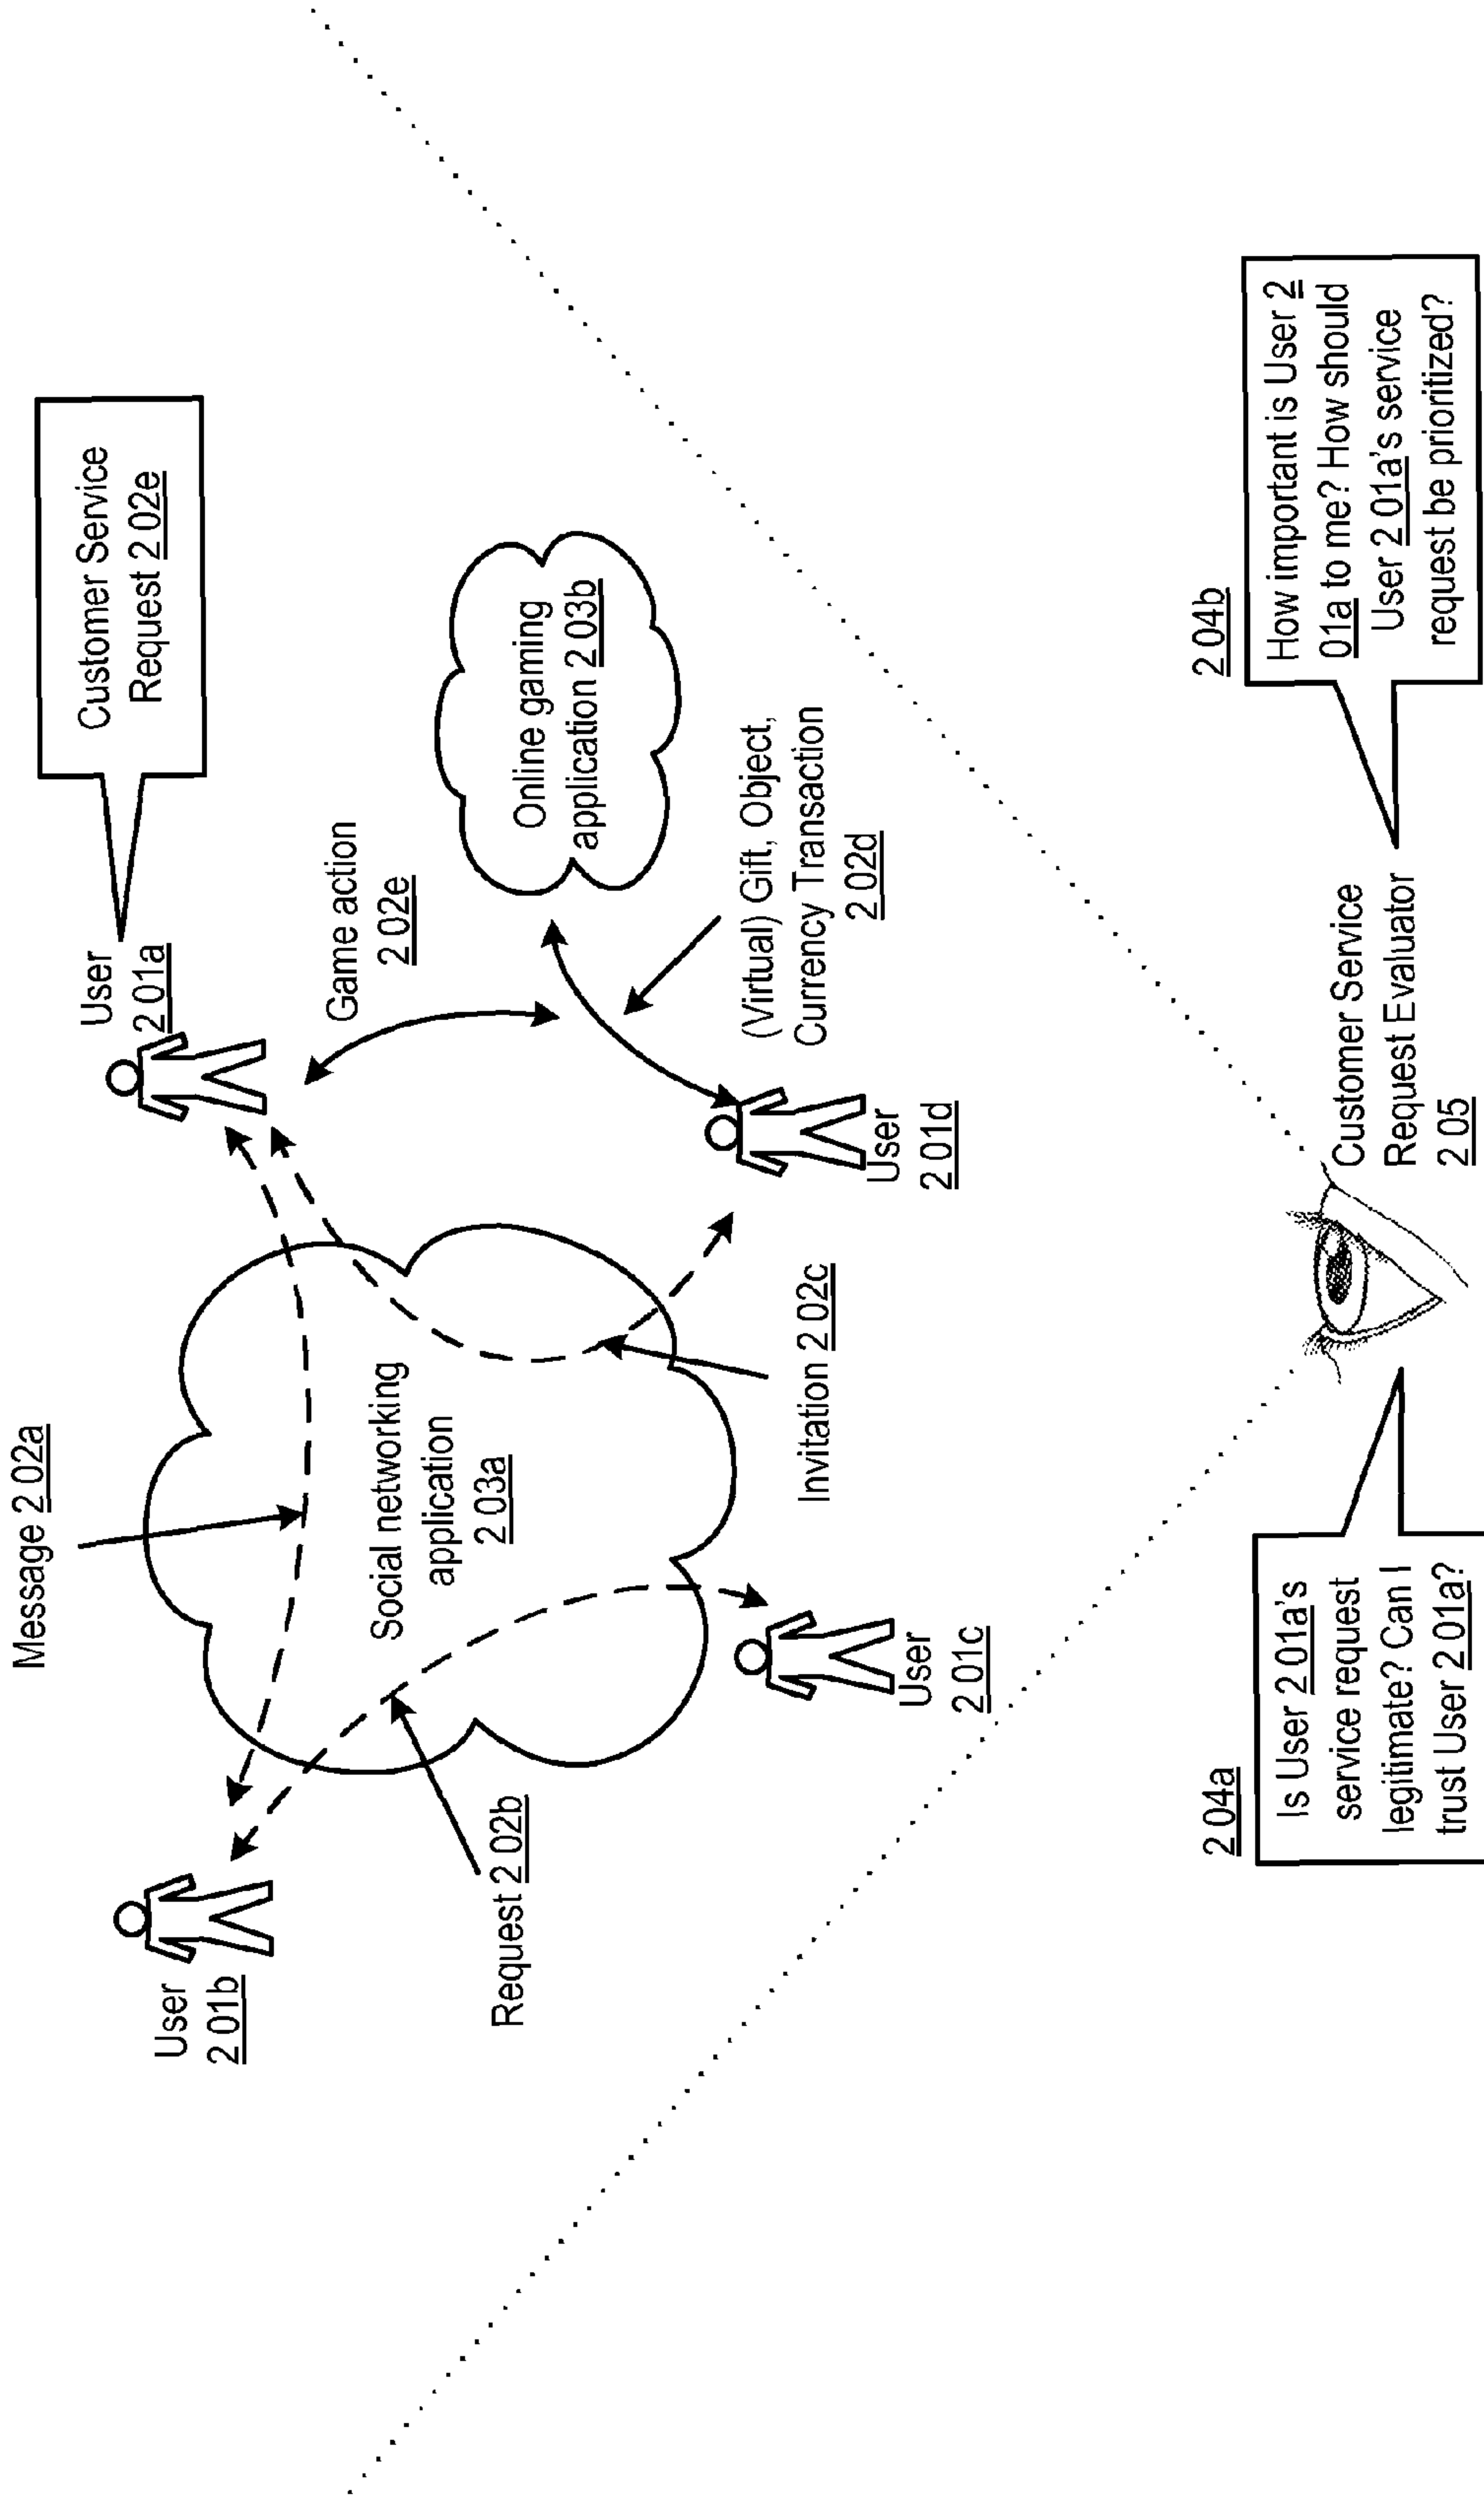 Message 202a
User
201b
User
201a
Customer Service
Request 202e
Social networking
application
203a
Game action
202e
Request 202b
Online gaming
application 203b
Invitation 202c
(Virtual) Gift, Object,
Currency Transaction
202d
User
201c
User
201d
204a
Is User 201a's
service request
legitimate? Can I
trust User 201a?
Customer Service
Request Evaluator
205
204b
How important is User 2
01a to me? How should
User 201a's service
request be prioritized?